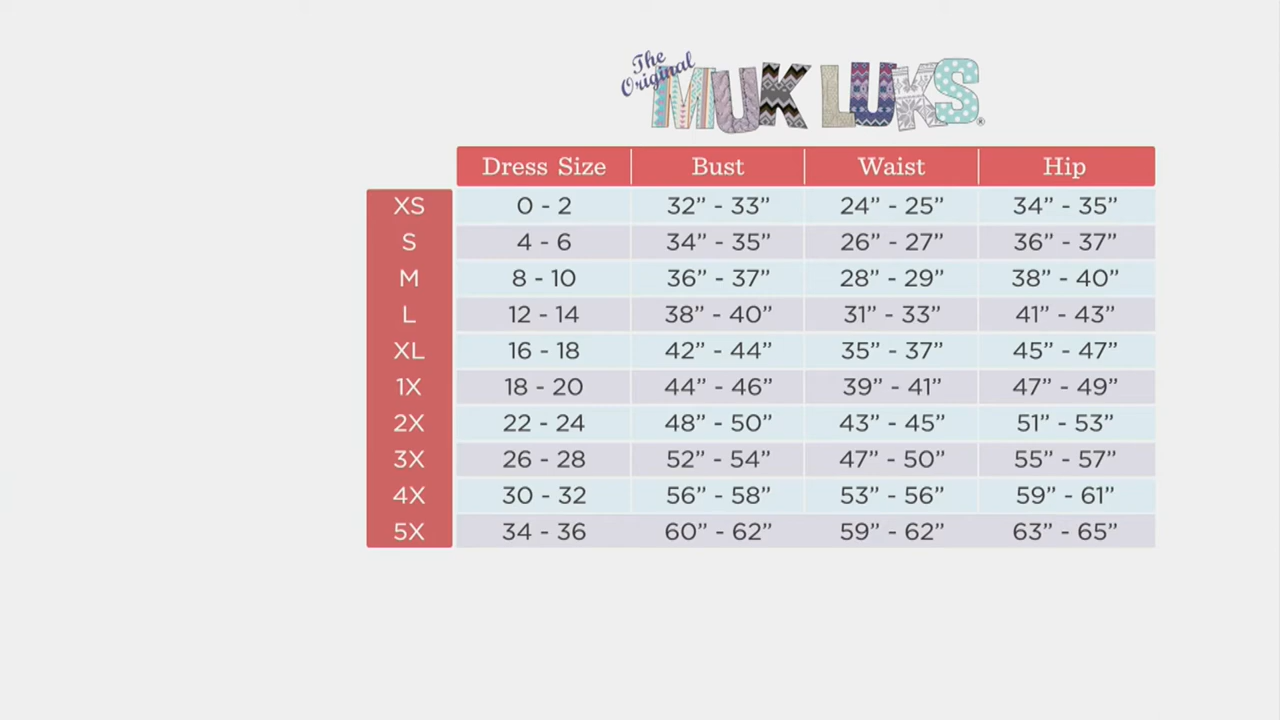 The Original MUK LUKS®
Dress Size Bust Waist Hip
XS 0 - 2 32” - 33” 24” - 25” 34” - 35”
S 4 - 6 34” - 35” 26” - 27” 36” - 37”
M 8 - 10 36” - 37” 28” - 29” 38” - 40”
L 12 - 14 38” - 40” 31” - 33” 41” - 43”
XL 16 - 18 42” - 44” 35” - 37” 45” - 47”
1X 18 - 20 44” - 46” 39” - 41” 47” - 49”
2X 22 - 24 48” - 50” 43” - 45” 51” - 53”
3X 26 - 28 52” - 54” 47” - 50” 55” - 57”
4X 30 - 32 56” - 58” 53” - 56” 59” - 61”
5X 34 - 36 60” - 62” 59” - 62” 63” - 65”